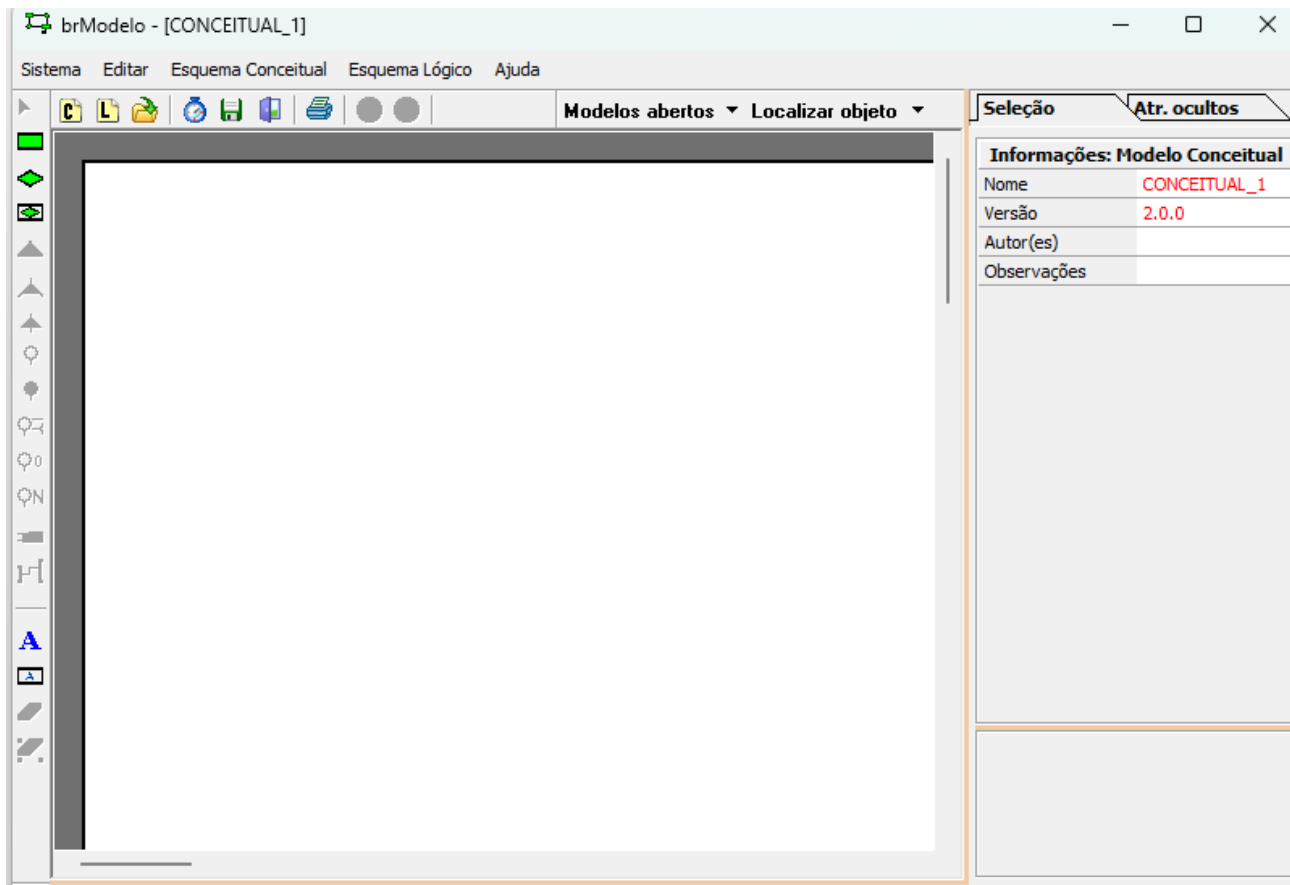 brModelo - [CONCEITUAL_1]
Sistema Editar Esquema Conceitual Esquema Lógico Ajuda
C L Modelos abertos Localizar objeto
Seleção Atr. ocultos
Informações: Modelo Conceitual
Nome CONCEITUAL_1
Versão 2.0.0
Autor(es)
Observações
0
N
A
A